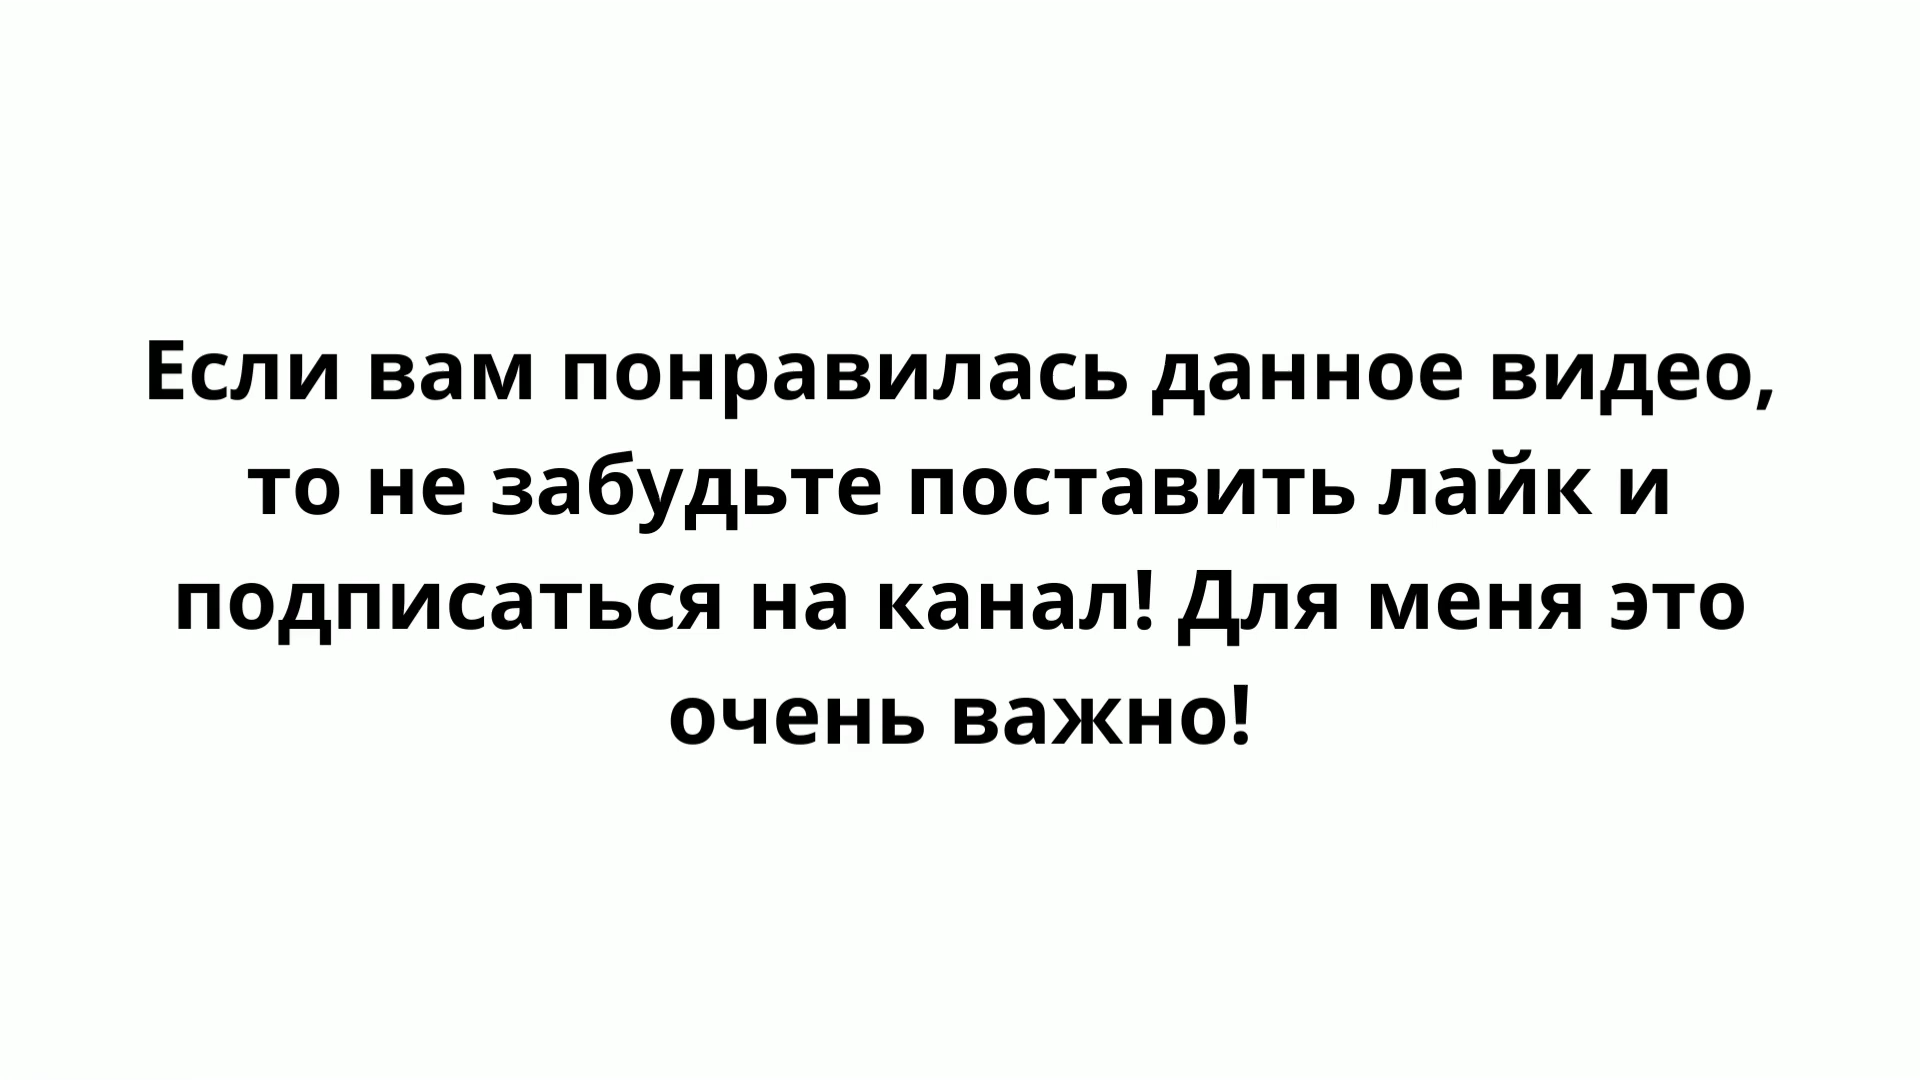 Если вам понравилась данное видео,
то не забудьте поставить лайк и
подписаться на канал! Для меня это
очень важно!